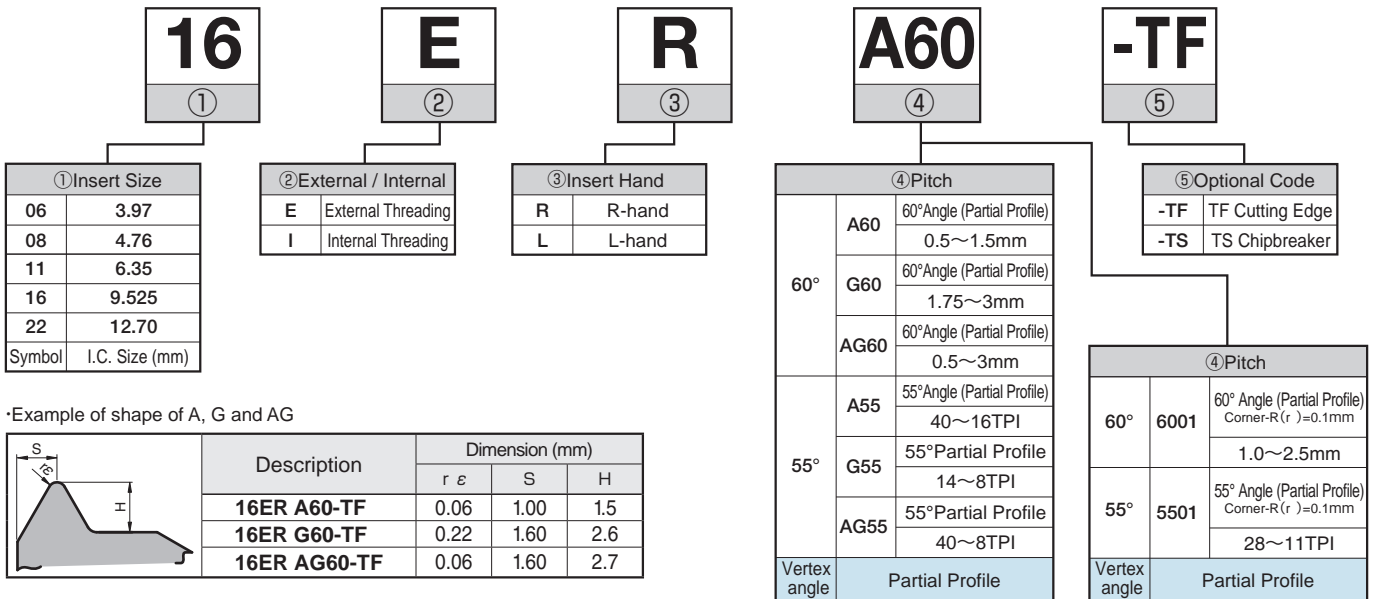 16 E R A60 -TF
① ② ③ ④ ⑤
①Insert Size
06 3.97
08 4.76
11 6.35
16 9.525
22 12.70
Symbol I.C. Size (mm)
②External / Internal
E External Threading
I Internal Threading
③Insert Hand
R R-hand
L L-hand
④Pitch
60° A60 60°Angle (Partial Profile)
0.5～1.5mm
G60 60°Angle (Partial Profile)
1.75～3mm
AG60 60°Angle (Partial Profile)
0.5～3mm
55° A55 55°Angle (Partial Profile)
40～16TPI
G55 55°Partial Profile
14～8TPI
AG55 55°Partial Profile
40～8TPI
Vertex angle Partial Profile
⑤Optional Code
-TF TF Cutting Edge
-TS TS Chipbreaker
④Pitch
60° 6001 60° Angle (Partial Profile)
Corner-R(r )=0.1mm
1.0～2.5mm
55° 5501 55° Angle (Partial Profile)
Corner-R(r )=0.1mm
28～11TPI
Vertex angle Partial Profile
·Example of shape of A, G and AG
S
rε
H
Description Dimension (mm)
r ε S H
16ER A60-TF 0.06 1.00 1.5
16ER G60-TF 0.22 1.60 2.6
16ER AG60-TF 0.06 1.60 2.7